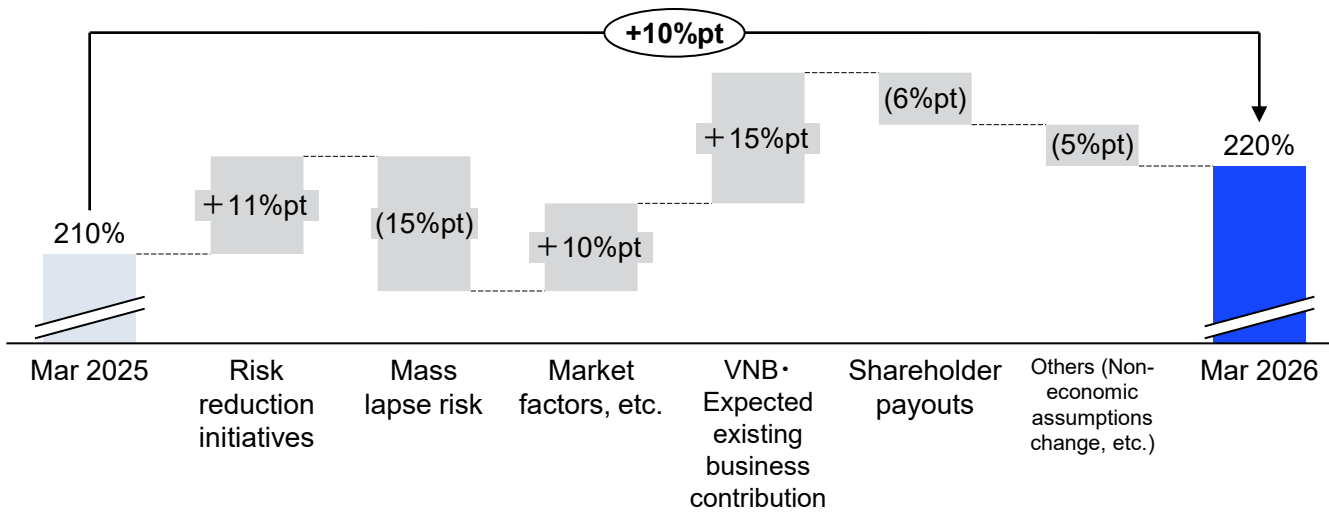 +10%pt
210%
＋11%pt
(15%pt)
＋10%pt
＋15%pt
(6%pt)
(5%pt)
220%
Mar 2025
Risk
reduction
initiatives
Mass
lapse risk
Market
factors, etc.
VNB・
Expected
existing
business
contribution
Shareholder
payouts
Others (Non-
economic
assumptions
change, etc.)
Mar 2026